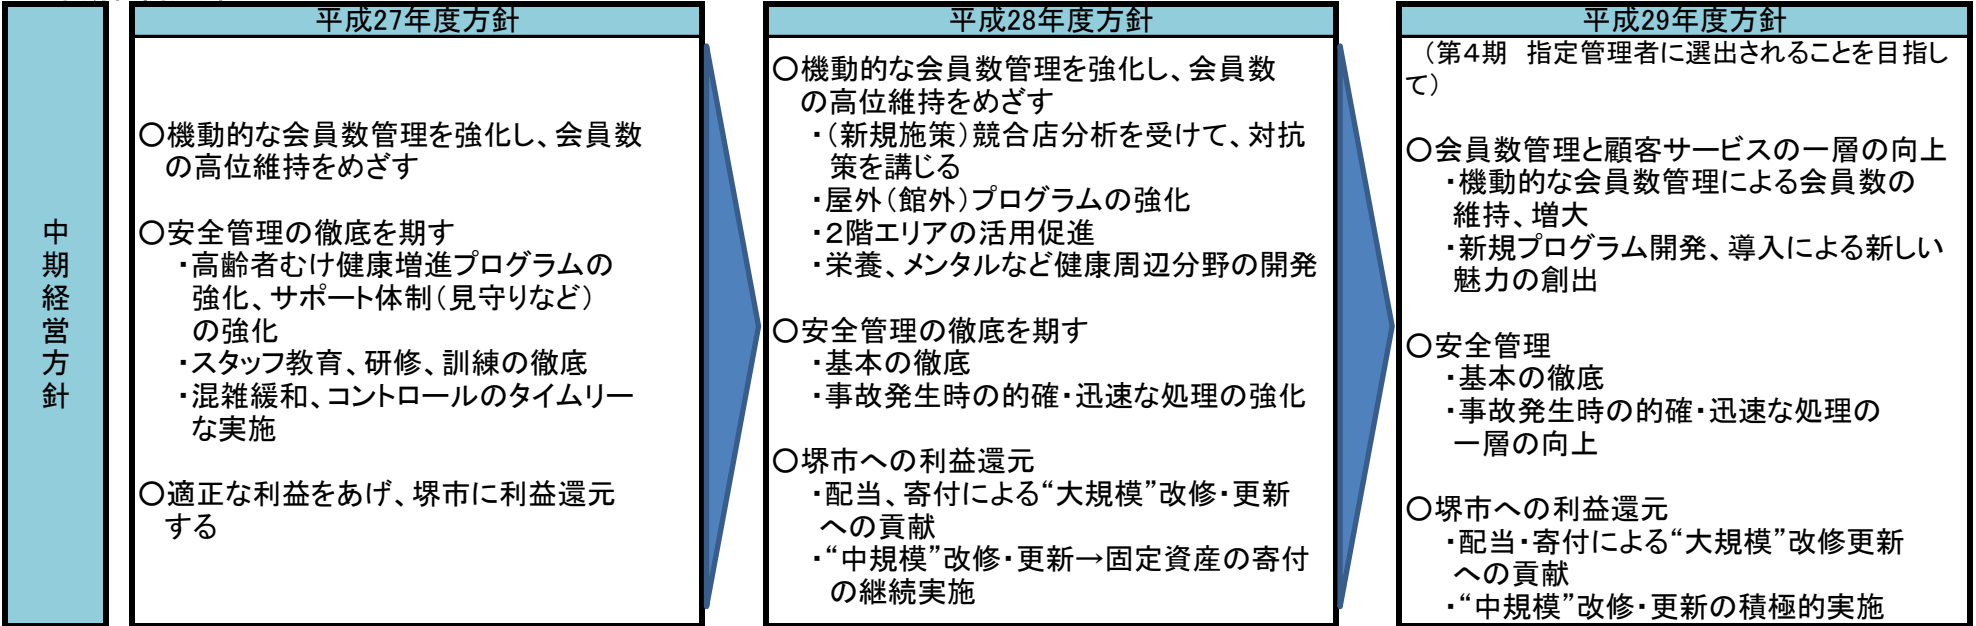 中期経営方針
平成27年度方針
○機動的な会員数管理を強化し、会員数
の高位維持をめざす
○安全管理の徹底を期す
・高齢者むけ健康増進プログラムの
強化、サポート体制(見守りなど)
の強化
・スタッフ教育、研修、訓練の徹底
・混雑緩和、コントロールのタイムリー
な実施
○適正な利益をあげ、堺市に利益還元
する
平成28年度方針
○機動的な会員数管理を強化し、会員数
の高位維持をめざす
・(新規施策)競合店分析を受けて、対抗
策を講じる
・屋外(館外)プログラムの強化
・2階エリアの活用促進
・栄養、メンタルなど健康周辺分野の開発
○安全管理の徹底を期す
・基本の徹底
・事故発生時の的確・迅速な処理の強化
○堺市への利益還元
・配当、寄付による“大規模”改修・更新
への貢献
・“中規模”改修・更新→固定資産の寄付
の継続実施
平成29年度方針
(第4期 指定管理者に選出されることを目指し
て)
○会員数管理と顧客サービスの一層の向上
・機動的な会員数管理による会員数の
維持、増大
・新規プログラム開発、導入による新しい
魅力の創出
○安全管理
・基本の徹底
・事故発生時の的確・迅速な処理の
一層の向上
○堺市への利益還元
・配当・寄付による“大規模”改修更新
への貢献
・“中規模”改修・更新の積極的実施